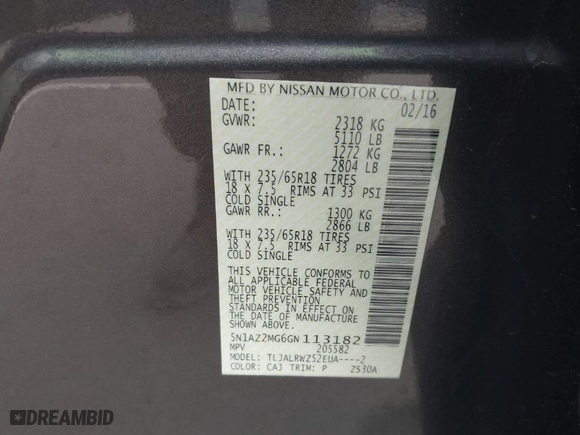 MFD BY NISSAN MOTOR CO., LTD.
DATE: 02/16
GVWR: 2318 KG
5110 LB
GAWR FR.: 1272 KG
2804 LB
WITH 235/65R18 TIRES
18 X 7.5 RIMS AT 33 PSI
COLD SINGLE
GAWR RR.: 1300 KG
2866 LB
WITH 235/65R18 TIRES
18 X 7.5 RIMS AT 33 PSI
COLD SINGLE
THIS VEHICLE CONFORMS TO
ALL APPLICABLE FEDERAL
MOTOR VEHICLE SAFETY AND
THEFT PREVENTION
STANDARDS IN EFFECT ON
DATE OF MFR. SHOWN ABOVE.
5N1AZ2MG6GN113182
MPV 205582
MODEL: TLJALRWZ52EUA----2
COLOR: CAJ TRIM: P ZS30A
DREAMBID